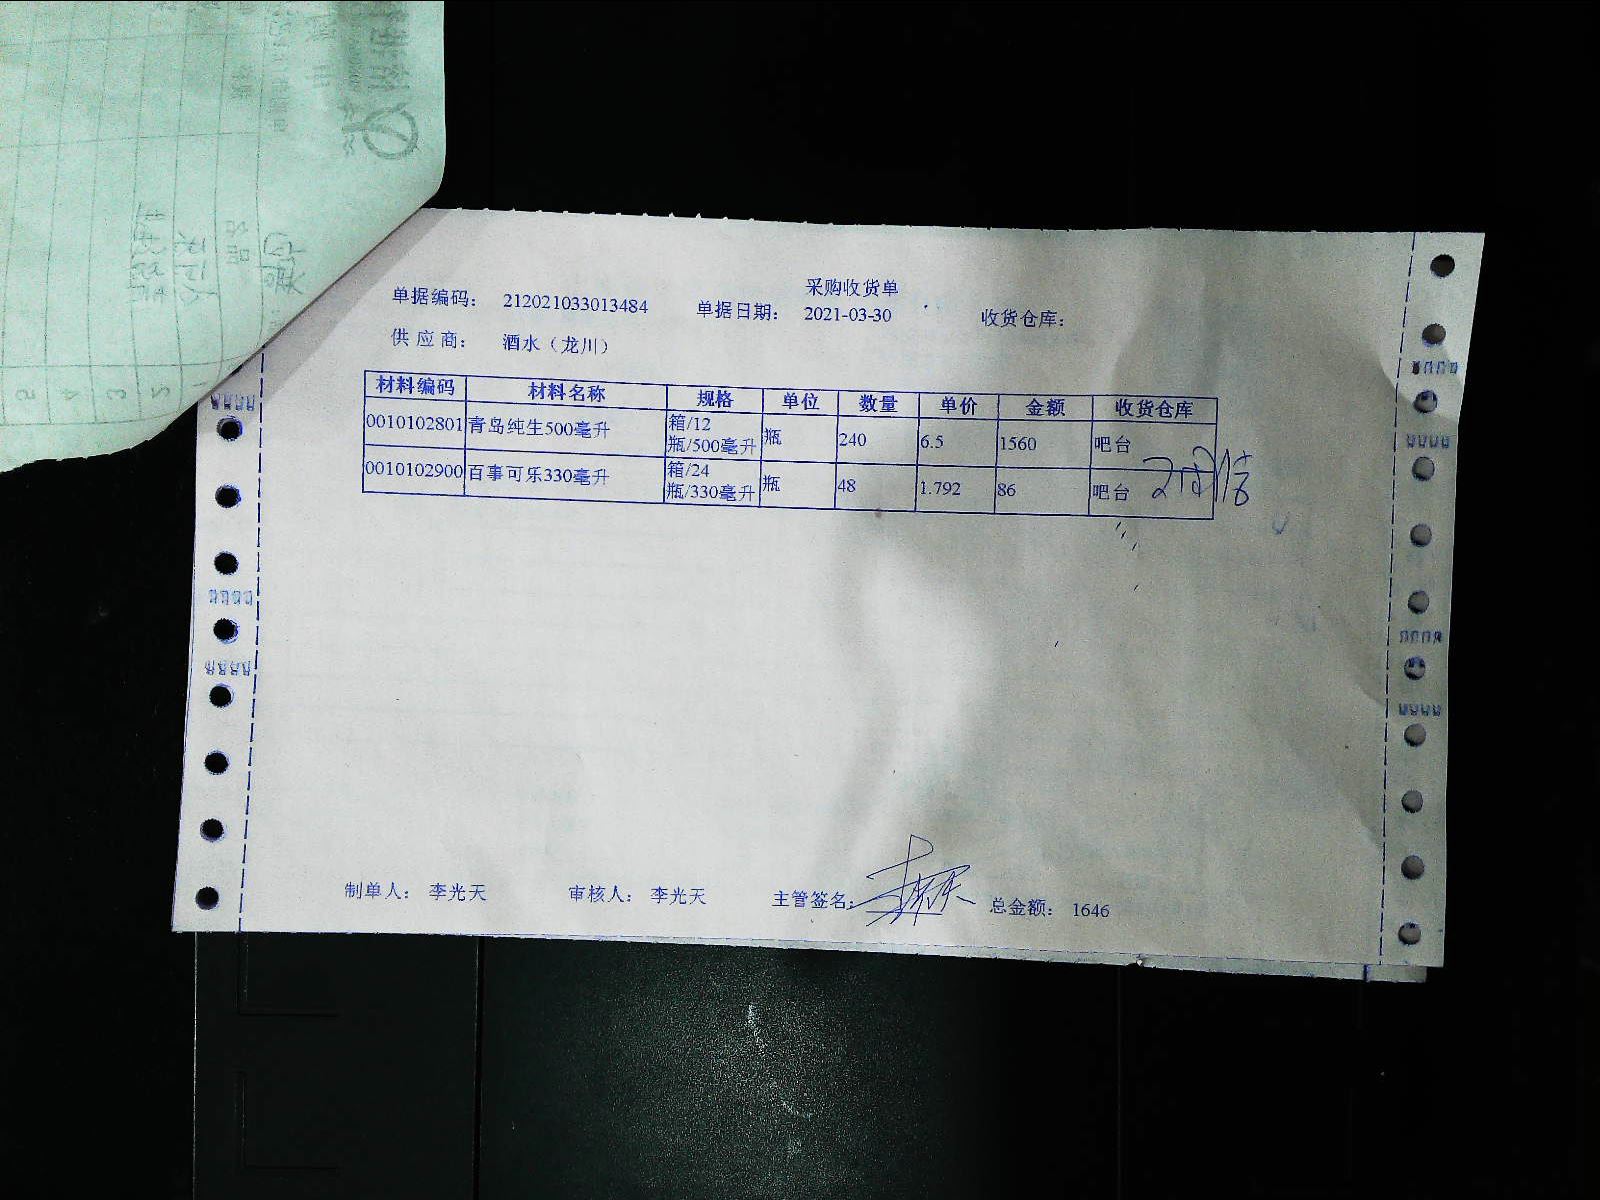 采购收货单
单据编码： 212021033013484 单据日期： 2021-03-30 收货仓库：
供应商： 酒水（龙川）
材料编码 材料名称 规格 单位 数量 单价 金额 收货仓库
0010102801 青岛纯生500毫升 箱/12瓶/500毫升 瓶 240 6.5 1560 吧台
0010102900 百事可乐330毫升 箱/24瓶/330毫升 瓶 48 1.792 86 吧台
制单人： 李光天 审核人： 李光天 主管签名： 总金额： 1646